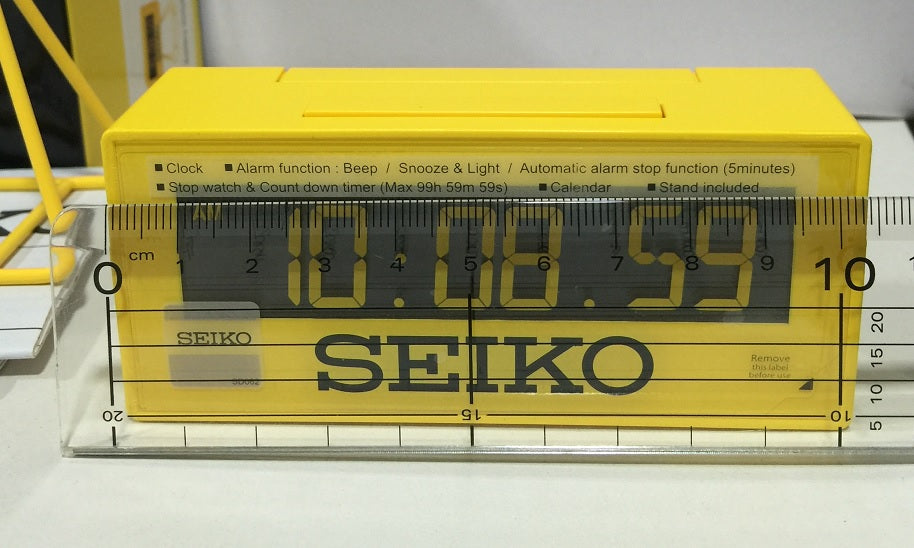 ■ Clock ■ Alarm function : Beep / Snooze & Light / Automatic alarm stop function (5minutes)
■ Stop watch & Count down timer (Max 99h 59m 59s) ■ Calendar ■ Stand included
AM 10:08.59
0 cm 1 2 3 4 5 6 7 8 9 10
SEIKO
SEIKO
SD062
Remove
this label
before use
20
15
10
5
20 15 10